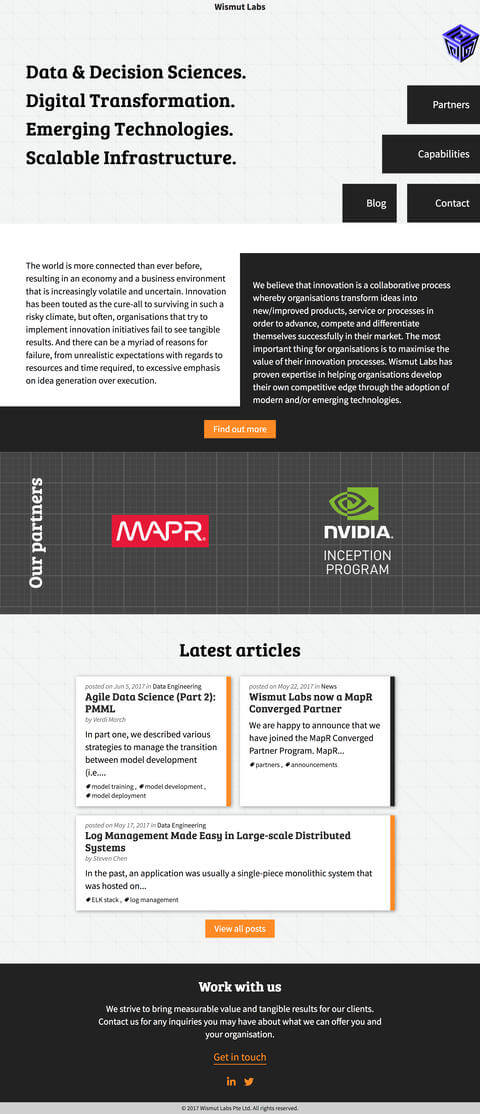 Wismut Labs
Data & Decision Sciences.
Digital Transformation.
Emerging Technologies.
Scalable Infrastructure.
Partners
Capabilities
Blog
Contact
The world is more connected than ever before,
resulting in an economy and a business environment
that is increasingly volatile and uncertain. Innovation
has been touted as the cure-all to surviving in such a
risky climate, but often, organisations that try to
implement innovation initiatives fail to see tangible
results. And there can be a myriad of reasons for
failure, from unrealistic expectations with regards to
resources and time required, to excessive emphasis
on idea generation over execution.
We believe that innovation is a collaborative process
whereby organisations transform ideas into
new/improved products, service or processes in
order to advance, compete and differentiate
themselves successfully in their market. The most
important thing for organisations is to maximise the
value of their innovation processes. Wismut Labs has
proven expertise in helping organisations develop
their own competitive edge through the adoption of
modern and/or emerging technologies.
Find out more
Our partners
MAPR
NVIDIA.
INCEPTION
PROGRAM
Latest articles
posted on Jun 5, 2017 in Data Engineering
Agile Data Science (Part 2):
PMML
by Verdi March
In part one, we described various
strategies to manage the transition
between model development
(i.e....
model training , model development ,
model deployment
posted on May 22, 2017 in News
Wismut Labs now a MapR
Converged Partner
We are happy to announce that we
have joined the MapR Converged
Partner Program. MapR...
partners , announcements
posted on May 17, 2017 in Data Engineering
Log Management Made Easy in Large-scale Distributed
Systems
by Steven Chen
In the past, an application was usually a single-piece monolithic system that
was hosted on...
ELK stack , log management
View all posts
Work with us
We strive to bring measurable value and tangible results for our clients.
Contact us for any inquiries you may have about what we can offer you and
your organisation.
Get in touch
© 2017 Wismut Labs Pte Ltd. All rights reserved.